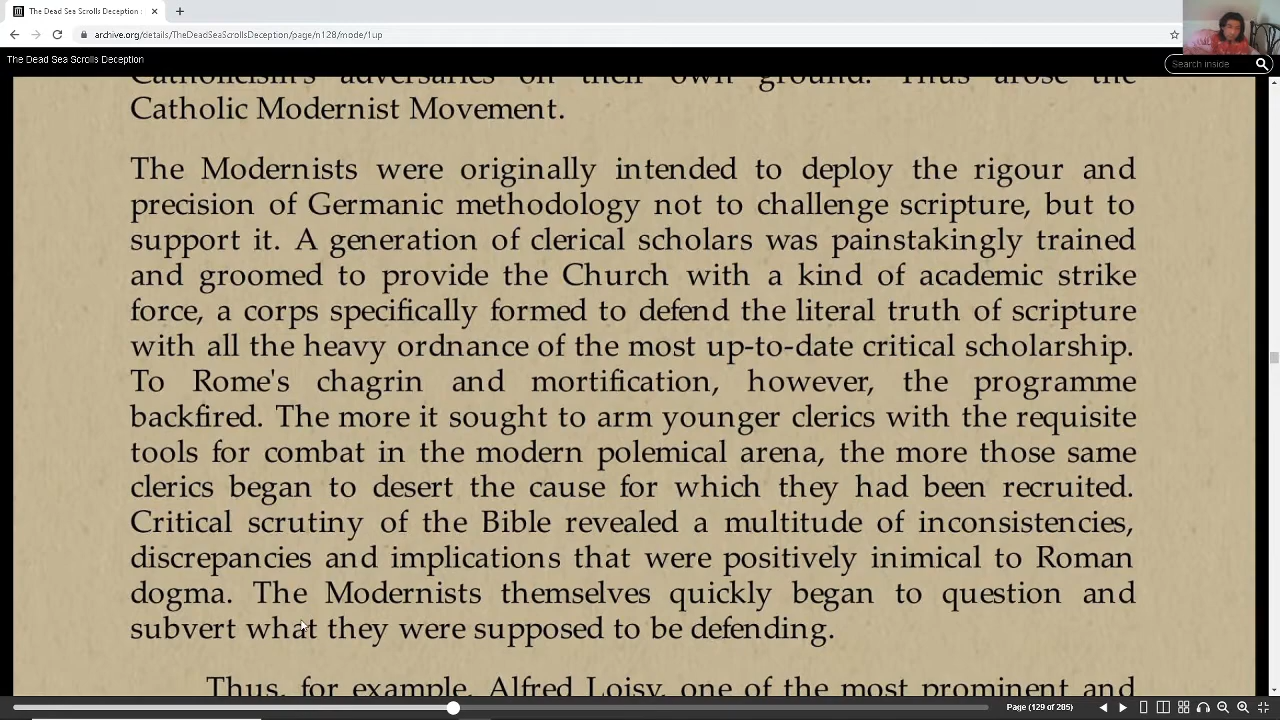 The Dead Sea Scrolls Deception :
archive.org/details/TheDeadSeaScrollsDeception/page/n128/mode/1up
The Dead Sea Scrolls Deception
Search inside
Catholicism's adversaries on their own ground. Thus arose the
Catholic Modernist Movement.
The Modernists were originally intended to deploy the rigour and
precision of Germanic methodology not to challenge scripture, but to
support it. A generation of clerical scholars was painstakingly trained
and groomed to provide the Church with a kind of academic strike
force, a corps specifically formed to defend the literal truth of scripture
with all the heavy ordnance of the most up-to-date critical scholarship.
To Rome's chagrin and mortification, however, the programme
backfired. The more it sought to arm younger clerics with the requisite
tools for combat in the modern polemical arena, the more those same
clerics began to desert the cause for which they had been recruited.
Critical scrutiny of the Bible revealed a multitude of inconsistencies,
discrepancies and implications that were positively inimical to Roman
dogma. The Modernists themselves quickly began to question and
subvert what they were supposed to be defending.
Thus, for example, Alfred Loisy, one of the most prominent and
Page (129 of 205)